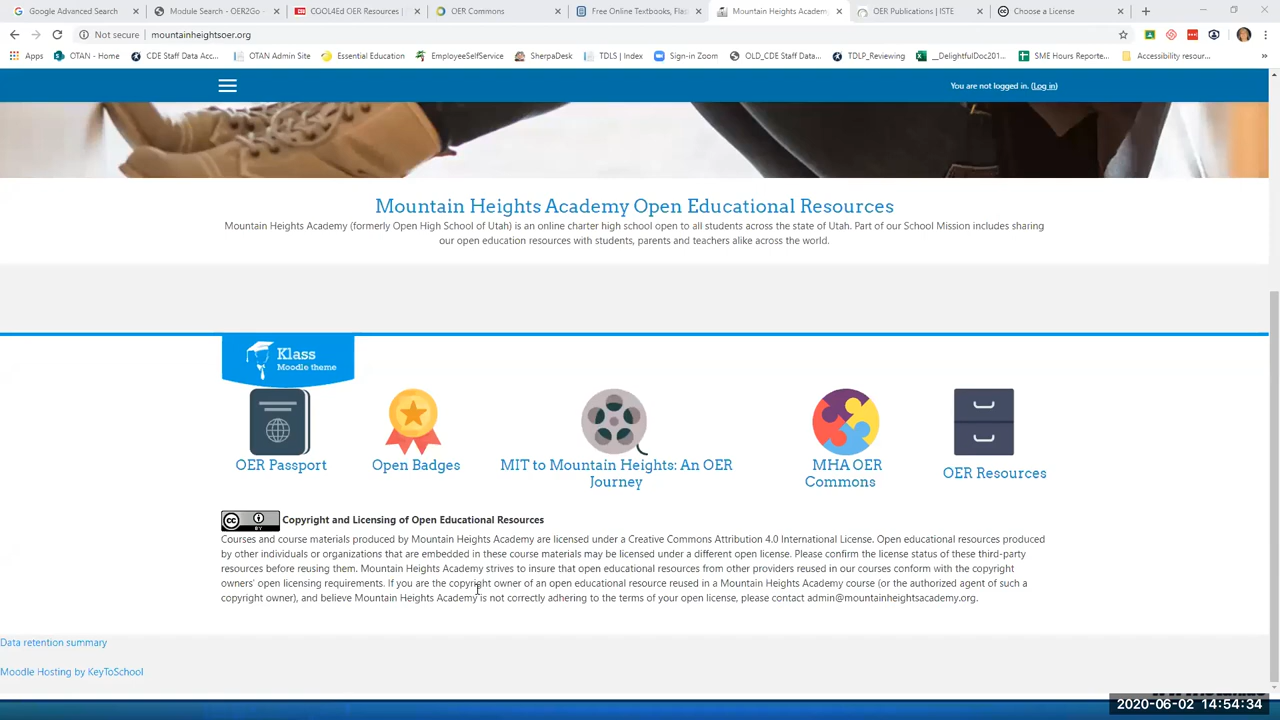 Google Advanced Search
Module Search - OER2Go
COOL4Ed OER Resources |
OER Commons
Free Online Textbooks, Fla
Mountain Heights Academy
OER Publications | ISTE
Choose a License
Not secure | mountainheightsoer.org
Apps
OTAN - Home
CDE Staff Data Acc...
OTAN Admin Site
Essential Education
EmployeeSelfService
SherpaDesk
TDLS | Index
Sign-in Zoom
OLD_CDE Staff Data...
TDLP_Reviewing
__DelightfulDoc201...
SME Hours Reporte...
Accessibility resour...
You are not logged in. (Log in)
Mountain Heights Academy Open Educational Resources
Mountain Heights Academy (formerly Open High School of Utah) is an online charter high school open to all students across the state of Utah. Part of our School Mission includes sharing
our open education resources with students, parents and teachers alike across the world.
Klass
Moodle theme
OER Passport
Open Badges
MIT to Mountain Heights: An OER
Journey
MHA OER
Commons
OER Resources
cc BY Copyright and Licensing of Open Educational Resources
Courses and course materials produced by Mountain Heights Academy are licensed under a Creative Commons Attribution 4.0 International License. Open educational resources produced
by other individuals or organizations that are embedded in these course materials may be licensed under a different open license. Please confirm the license status of these third-party
resources before reusing them. Mountain Heights Academy strives to insure that open educational resources from other providers reused in our courses conform with the copyright
owners' open licensing requirements. If you are the copyright owner of an open educational resource reused in a Mountain Heights Academy course (or the authorized agent of such a
copyright owner), and believe Mountain Heights Academy is not correctly adhering to the terms of your open license, please contact admin@mountainheightsacademy.org.
Data retention summary
Moodle Hosting by KeyToSchool
2020-06-02 14:54:34